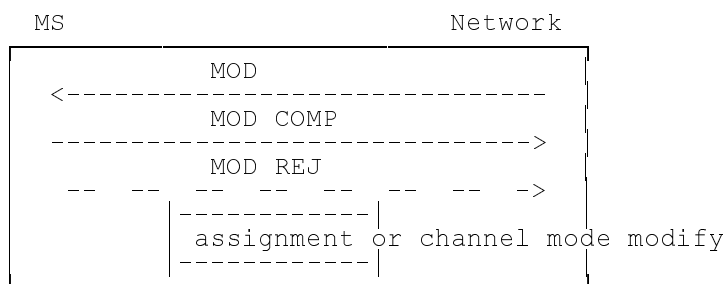 MS Network
MOD
MOD COMP
MOD REJ
assignment or channel mode modify